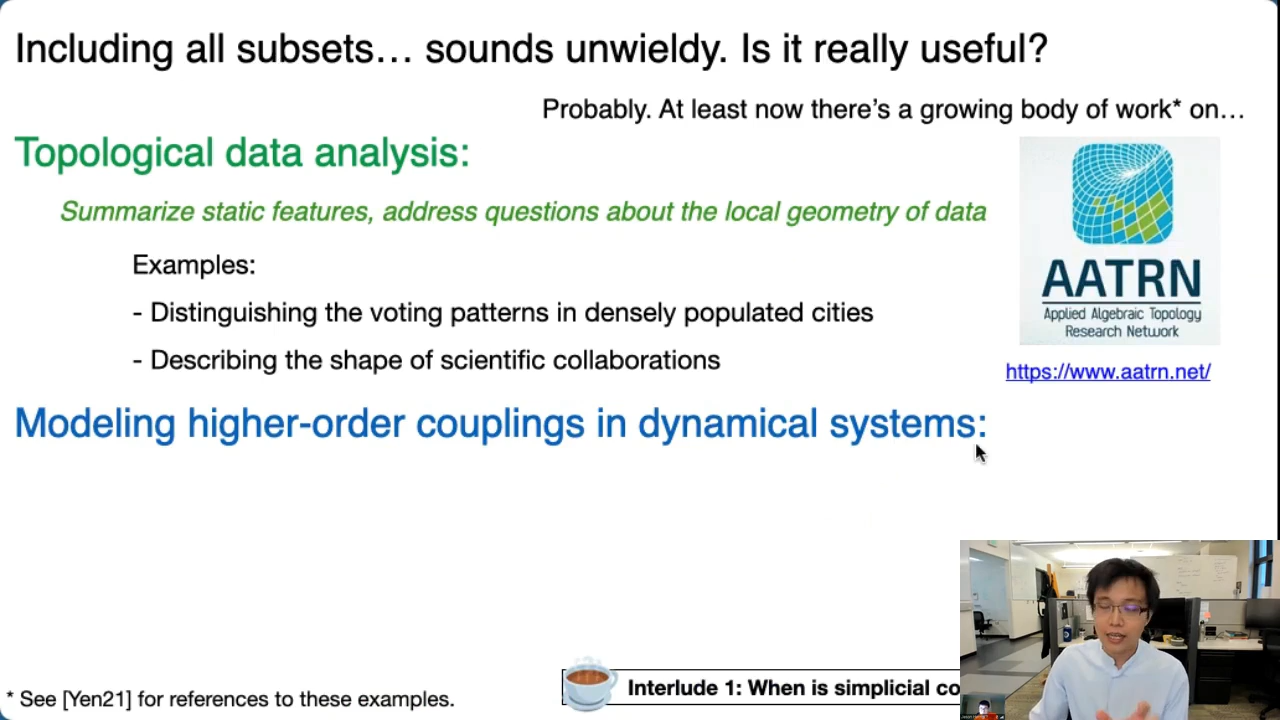 Including all subsets… sounds unwieldy. Is it really useful?
Probably. At least now there's a growing body of work* on…
Topological data analysis:
Summarize static features, address questions about the local geometry of data
Examples:
- Distinguishing the voting patterns in densely populated cities
- Describing the shape of scientific collaborations
AATRN
Applied Algebraic Topology
Research Network
https://www.aatrn.net/
Modeling higher-order couplings in dynamical systems:
* See [Yen21] for references to these examples.
Interlude 1: When is simplicial co